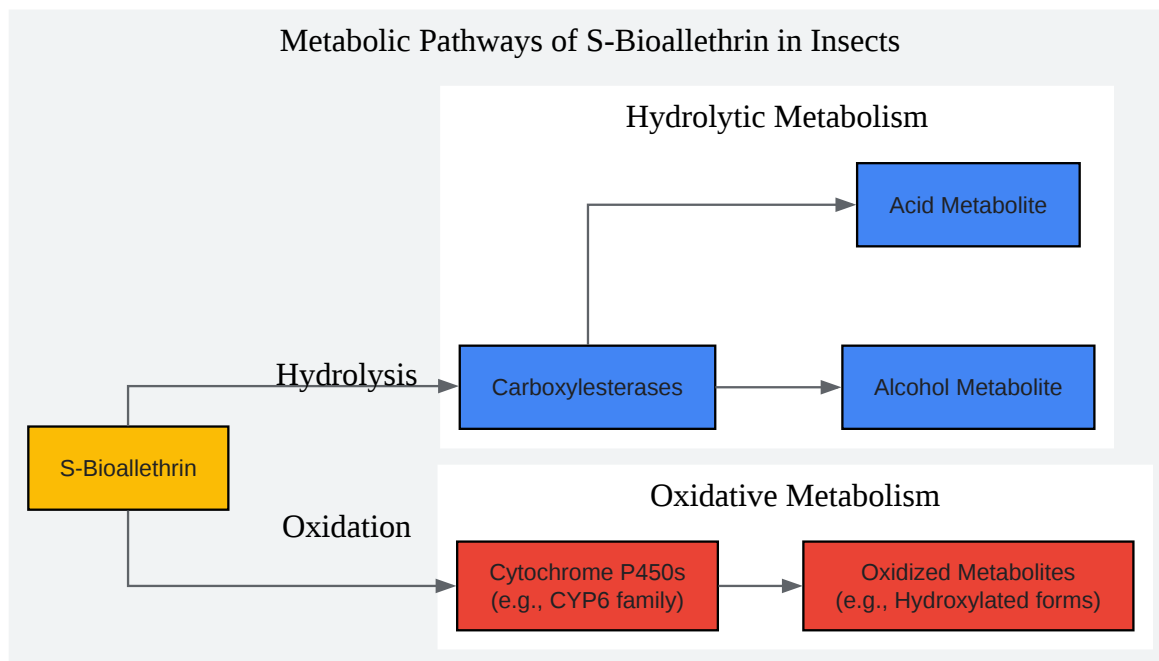 Metabolic Pathways of S-Bioallethrin in Insects
Hydrolytic Metabolism
Acid Metabolite
Hydrolysis
Carboxylesterases
Alcohol Metabolite
S-Bioallethrin
Oxidative Metabolism
Oxidation
Cytochrome P450s
(e.g., CYP6 family)
Oxidized Metabolites
(e.g., Hydroxylated forms)